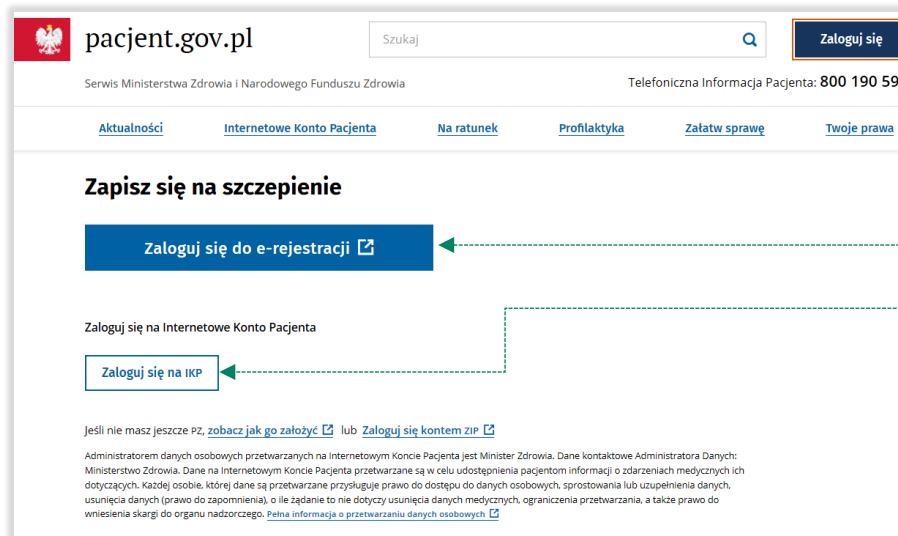 pacjent.gov.pl
Szukaj
Zaloguj się
Serwis Ministerstwa Zdrowia i Narodowego Funduszu Zdrowia
Telefoniczna Informacja Pacjenta: 800 190 59
Aktualności
Internetowe Konto Pacjenta
Na ratunek
Profilaktyka
Załatw sprawę
Twoje prawa
Zapisz się na szczepienie
Zaloguj się do e-rejestracji
Zaloguj się na Internetowe Konto Pacjenta
Zaloguj się na IKP
Jeśli nie masz jeszcze PZ, zobacz jak go założyć lub Zaloguj się kontem ZIP
Administratorem danych osobowych przetwarzanych na Internetowym Koncie Pacjenta jest Minister Zdrowia. Dane kontaktowe Administratora Danych:
Ministerstwo Zdrowia. Dane na Internetowym Koncie Pacjenta przetwarzane są w celu udostępnienia pacjentom informacji o zdarzeniach medycznych ich
dotyczących. Każdej osobie, której dane są przetwarzane przysługuje prawo do dostępu do danych osobowych, sprostowania lub uzupełnienia danych,
usunięcia danych (prawo do zapomnienia), o ile żądanie to nie dotyczy usunięcia danych medycznych, ograniczenia przetwarzania, a także prawo do
wniesienia skargi do organu nadzorczego. Pełna informacja o przetwarzaniu danych osobowych